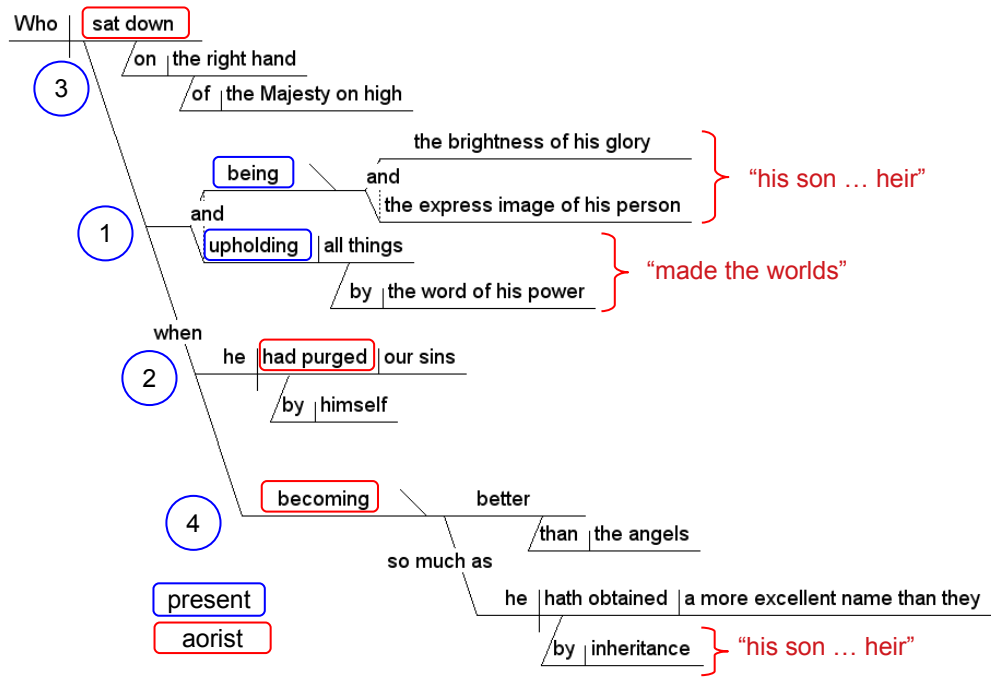 Who sat down
on the right hand
3
of the Majesty on high
the brightness of his glory
being
and
"his son … heir"
and
the express image of his person
1
upholding all things
"made the worlds"
by the word of his power
when
he had purged our sins
2
by himself
becoming better
4
than the angels
so much as
present
he hath obtained a more excellent name than they
aorist
by inheritance
"his son … heir"